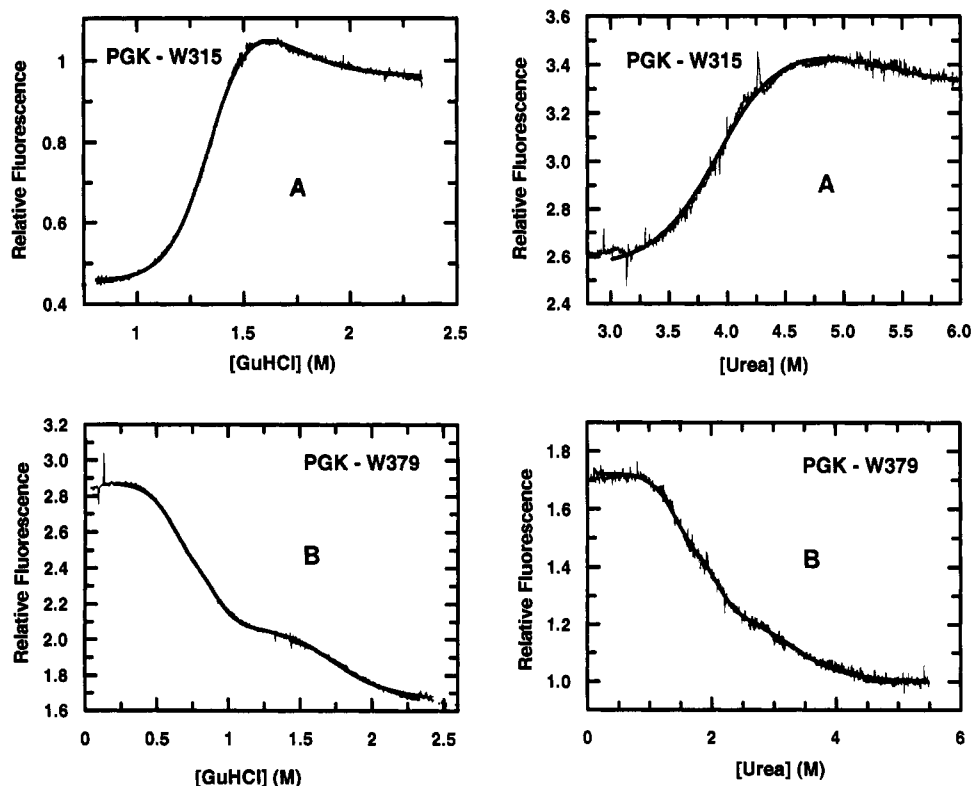 PGK - W315
A
Relative Fluorescence
1
0.8
0.6
0.4
1
1.5
2
2.5
[GuHCl] (M)
PGK - W315
A
Relative Fluorescence
3.6
3.4
3.2
3.0
2.8
2.6
2.4
3.0
3.5
4.0
4.5
5.0
5.5
6.0
[Urea] (M)
PGK - W379
B
Relative Fluorescence
3.2
3.0
2.8
2.6
2.4
2.2
2.0
1.8
1.6
0
0.5
1
1.5
2
2.5
[GuHCl] (M)
PGK - W379
B
Relative Fluorescence
1.8
1.6
1.4
1.2
1.0
0
2
4
6
[Urea] (M)